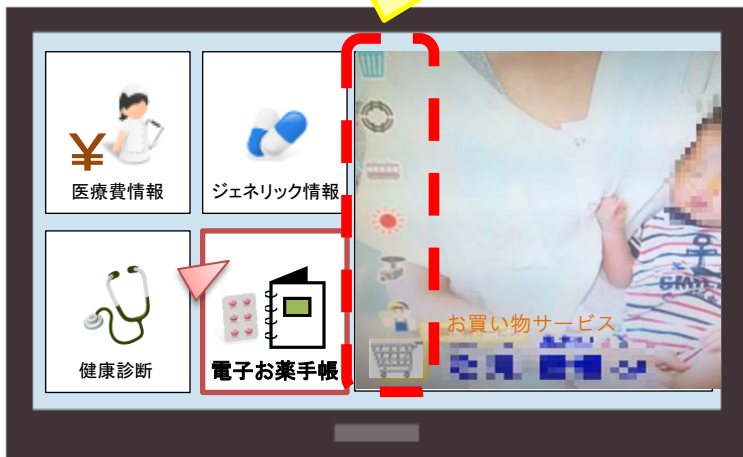 ¥
医療費情報
ジェネリック情報
健康診断
電子お薬手帳
お買い物サービス